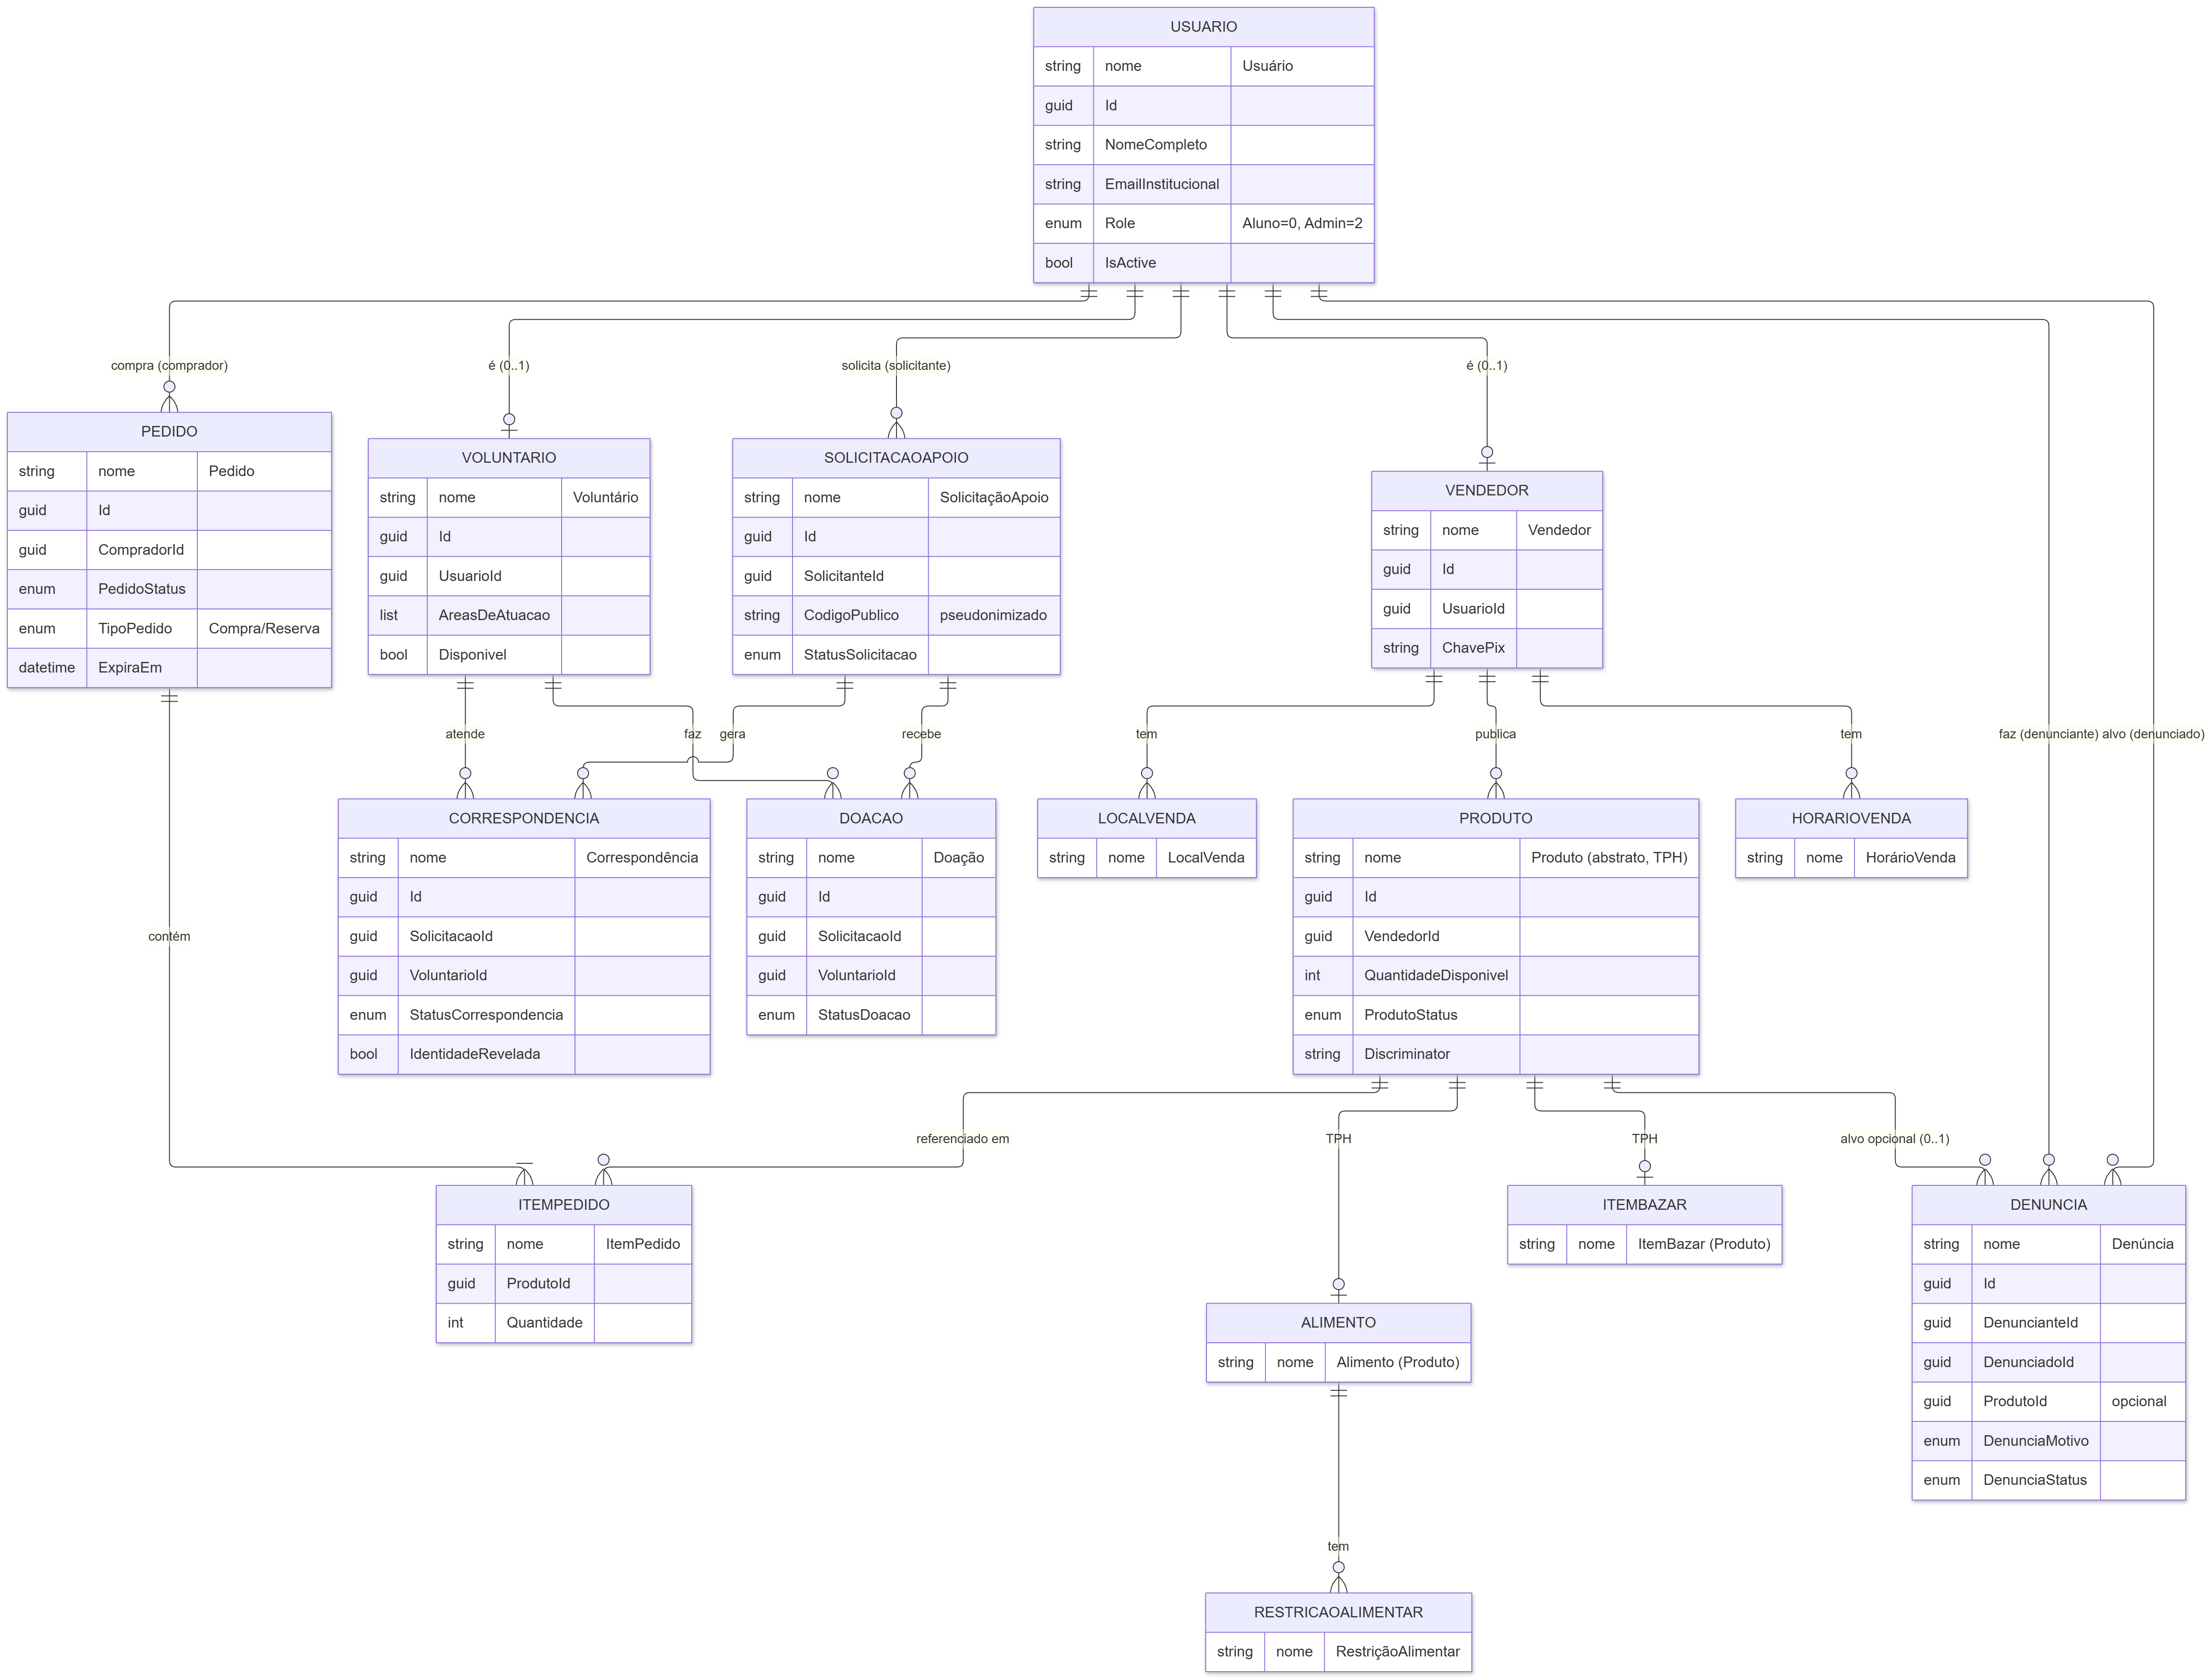 USUARIO
string nome Usuário
guid Id
string NomeCompleto
string EmailInstitucional
enum Role Aluno=0, Admin=2
bool IsActive
compra (comprador)
é (0..1)
solicita (solicitante)
é (0..1)
PEDIDO
string nome Pedido
guid Id
guid CompradorId
enum PedidoStatus
enum TipoPedido Compra/Reserva
datetime ExpiraEm
VOLUNTARIO
string nome Voluntário
guid Id
guid UsuarioId
list AreasDeAtuacao
bool Disponivel
SOLICITACAOAPOIO
string nome SolicitaçãoApoio
guid Id
guid SolicitanteId
string CodigoPublico pseudonimizado
enum StatusSolicitacao
VENDEDOR
string nome Vendedor
guid Id
guid UsuarioId
string ChavePix
atende
faz
gera
recebe
tem
publica
tem
faz (denunciante)
alvo (denunciado)
CORRESPONDENCIA
string nome Correspondência
guid Id
guid SolicitacaoId
guid VoluntarioId
enum StatusCorrespondencia
bool IdentidadeRevelada
DOACAO
string nome Doação
guid Id
guid SolicitacaoId
guid VoluntarioId
enum StatusDoacao
LOCALVENDA
string nome LocalVenda
PRODUTO
string nome Produto (abstrato, TPH)
guid Id
guid VendedorId
int QuantidadeDisponivel
enum ProdutoStatus
string Discriminator
HORARIOVENDA
string nome HorárioVenda
contém
referenciado em
TPH
TPH
alvo opcional (0..1)
ITEMPEDIDO
string nome ItemPedido
guid ProdutoId
int Quantidade
ALIMENTO
string nome Alimento (Produto)
ITEMBAZAR
string nome ItemBazar (Produto)
DENUNCIA
string nome Denúncia
guid Id
guid DenuncianteId
guid DenunciadoId
guid ProdutoId opcional
enum DenunciaMotivo
enum DenunciaStatus
tem
RESTRICAOALIMENTAR
string nome RestriçãoAlimentar